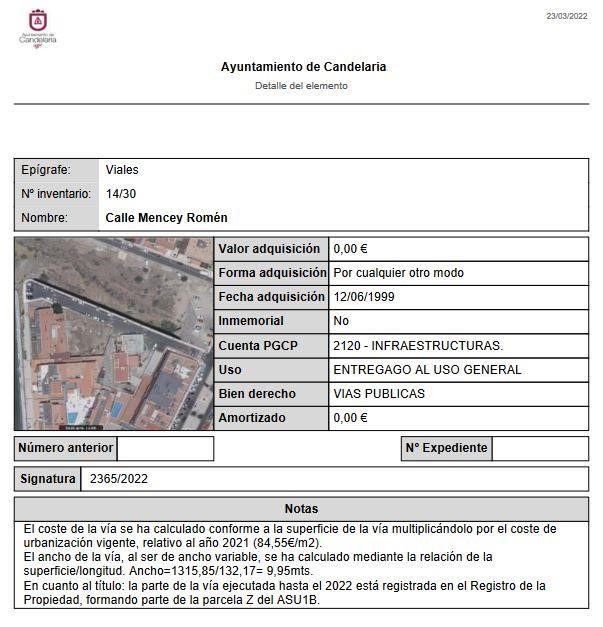 Ayuntamiento de
Candelaria
23/03/2022
Ayuntamiento de Candelaria
Detalle del elemento
Epígrafe: Viales
Nº inventario: 14/30
Nombre: Calle Mencey Romén
Valor adquisición 0,00 €
Forma adquisición Por cualquier otro modo
Fecha adquisición 12/06/1999
Inmemorial No
Cuenta PGCP 2120 - INFRAESTRUCTURAS.
Uso ENTREGAGO AL USO GENERAL
Bien derecho VIAS PUBLICAS
Amortizado 0,00 €
Número anterior
Nº Expediente
Signatura 2365/2022
Notas
El coste de la vía se ha calculado conforme a la superficie de la vía multiplicándolo por el coste de
urbanización vigente, relativo al año 2021 (84,55€/m2).
El ancho de la vía, al ser de ancho variable, se ha calculado mediante la relación de la
superficie/longitud. Ancho=1315,85/132,17= 9,95mts.
En cuanto al título: la parte de la vía ejecutada hasta el 2022 está registrada en el Registro de la
Propiedad, formando parte de la parcela Z del ASU1B.